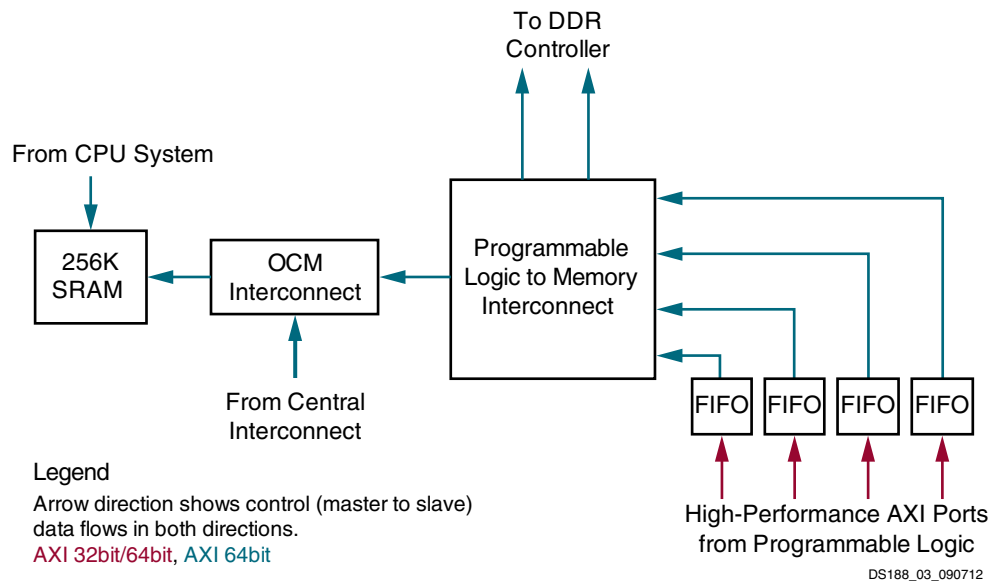 To DDR
Controller
From CPU System
256K
SRAM
OCM
Interconnect
Programmable
Logic to Memory
Interconnect
From Central
Interconnect
FIFO
FIFO
FIFO
FIFO
High-Performance AXI Ports
from Programmable Logic
Legend
Arrow direction shows control (master to slave)
data flows in both directions.
AXI 32bit/64bit, AXI 64bit
DS188_03_090712